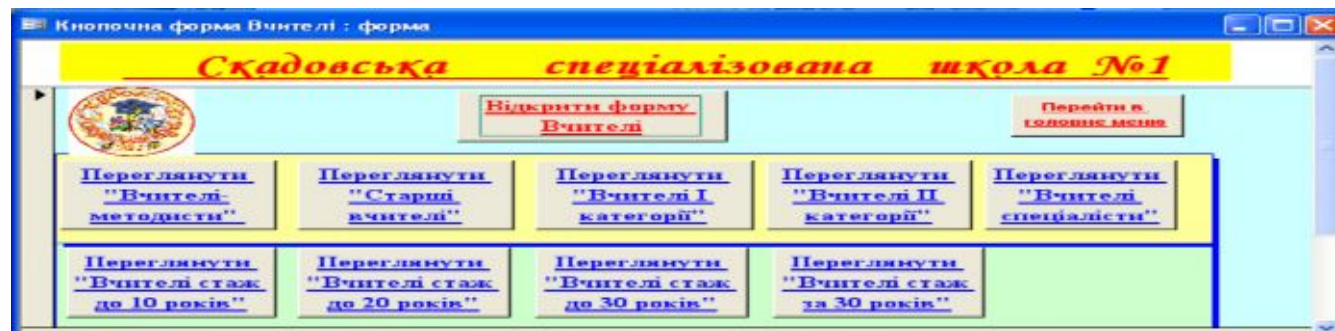 Кнопочна форма Вчителі : форма
Скадовська спеціалізована школа №1
Відкрити форму
Вчителі
Перейти в
головне меню
Переглянути
"Вчителі-
методисти"
Переглянути
"Старші
вчителі"
Переглянути
"Вчителі І
категорії"
Переглянути
"Вчителі ІІ
категорії"
Переглянути
"Вчителі
спеціалісти"
Переглянути
"Вчителі стаж
до 10 років"
Переглянути
"Вчителі стаж
до 20 років"
Переглянути
"Вчителі стаж
до 30 років"
Переглянути
"Вчителі стаж
за 30 років"